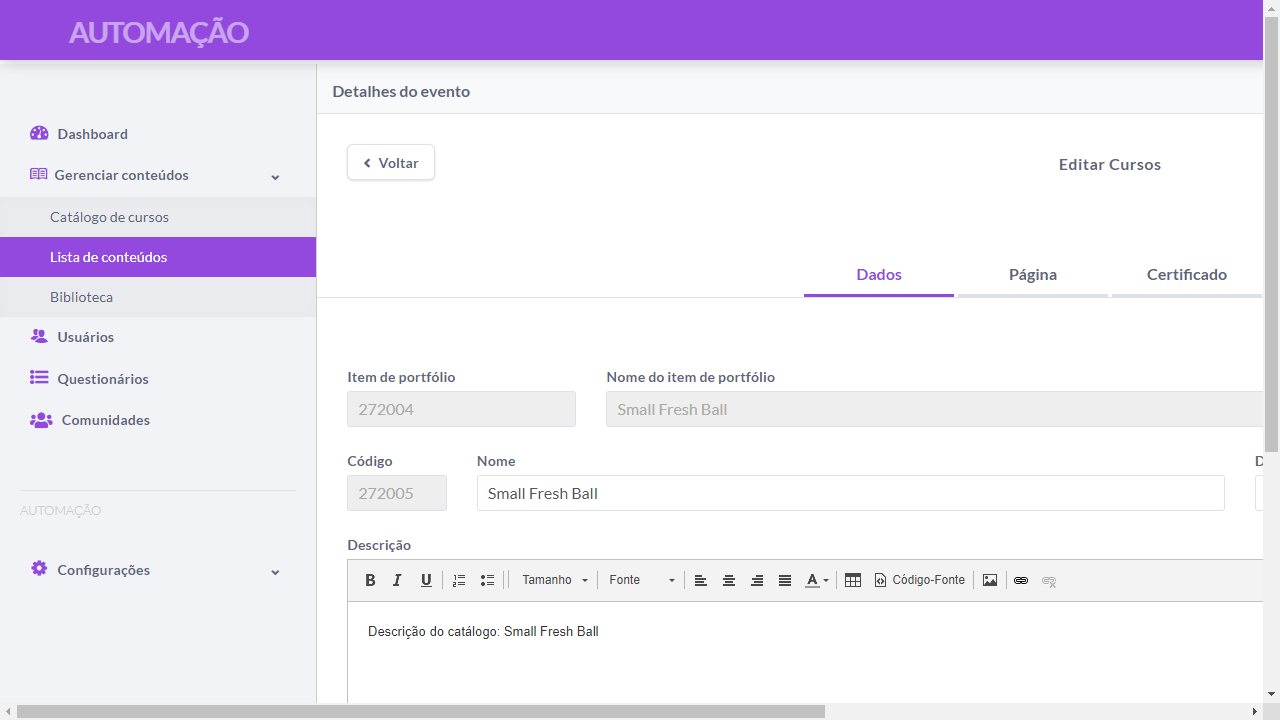 AUTOMAÇÃO
Detalhes do evento
Dashboard
Gerenciar conteúdos
Catálogo de cursos
Lista de conteúdos
Biblioteca
Usuários
Questionários
Comunidades
AUTOMAÇÃO
Configurações
Voltar
Editar Cursos
Dados
Página
Certificado
Item de portfólio
Nome do item de portfólio
272004
Small Fresh Ball
Código
Nome
D
272005
Small Fresh Ball
Descrição
B I U Tamanho Fonte A Código-Fonte
Descrição do catálogo: Small Fresh Ball